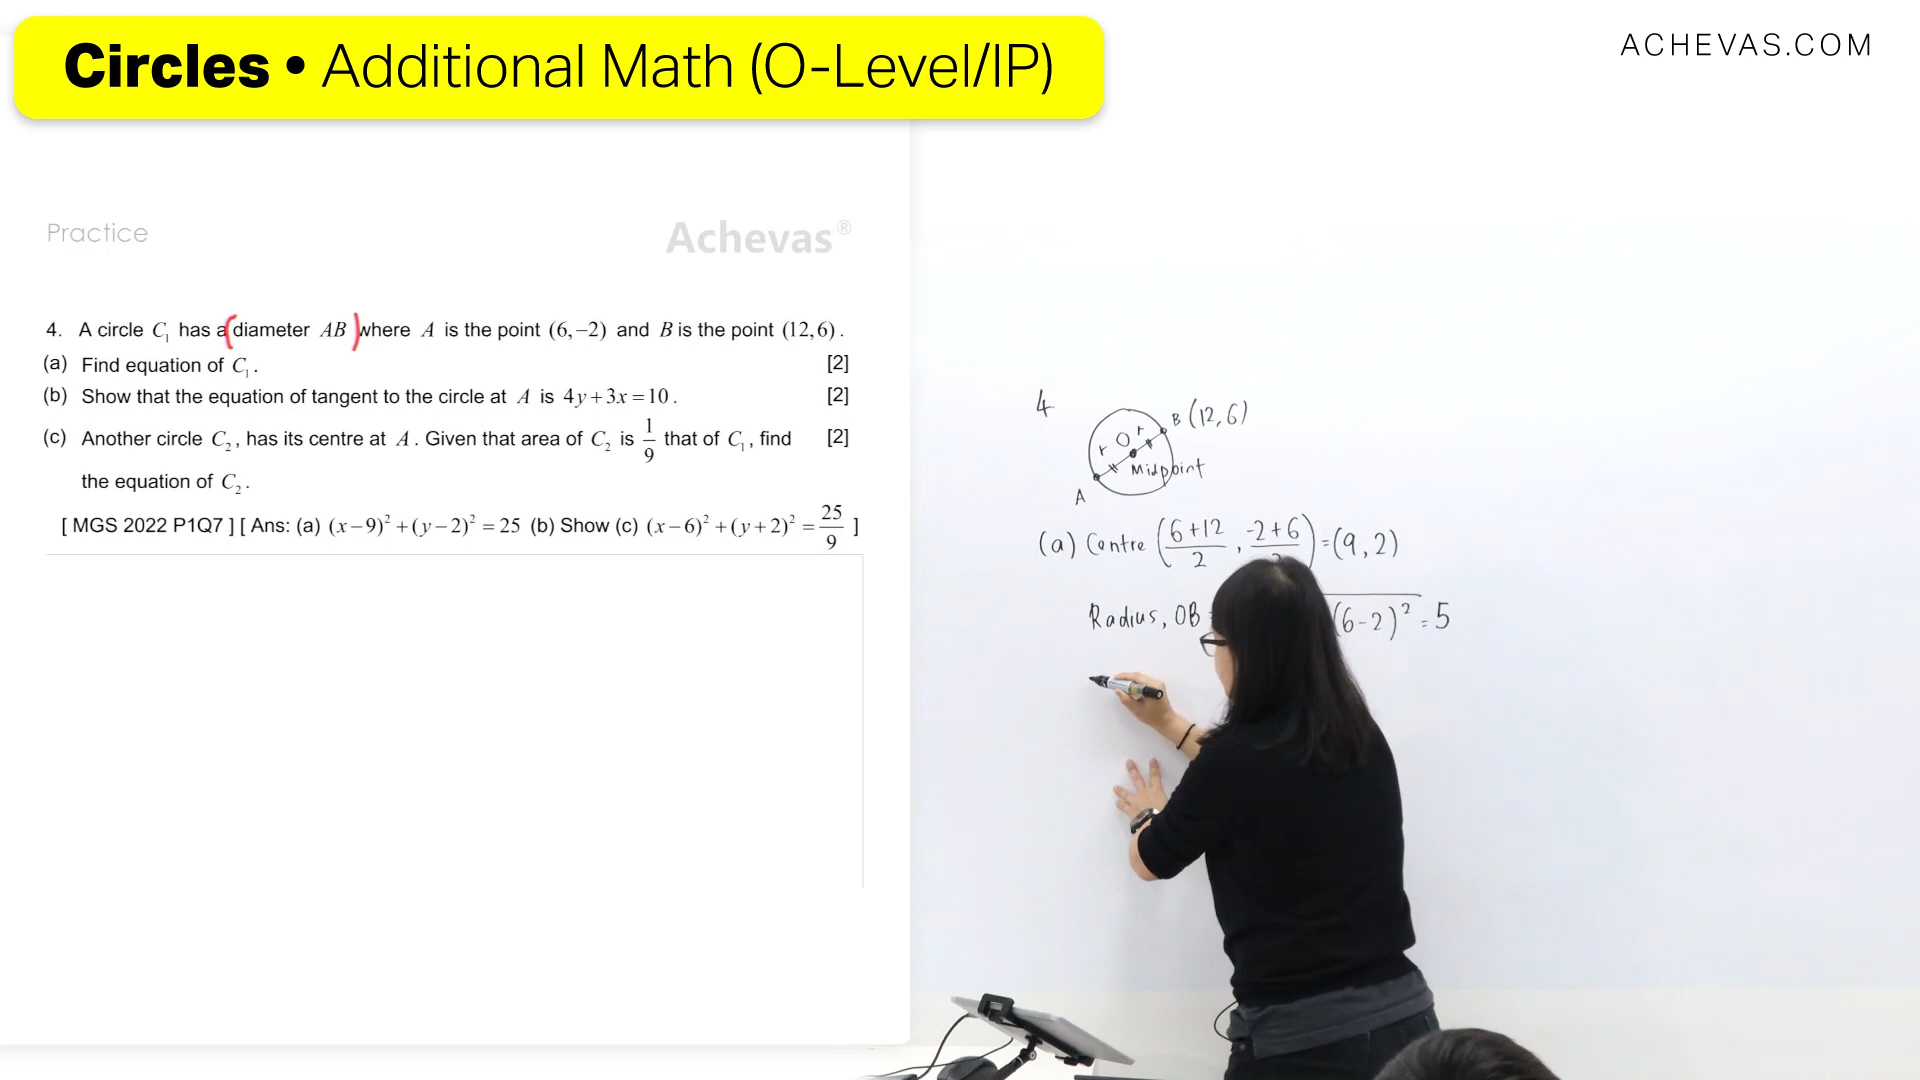 Circles • Additional Math (O-Level/IP)
ACHEVAS.COM
Practice
Achevas®
4. A circle C₁ has a (diameter AB) where A is the point (6,−2) and B is the point (12,6).
(a) Find equation of C₁. [2]
(b) Show that the equation of tangent to the circle at A is 4y+3x=10. [2]
(c) Another circle C₂, has its centre at A. Given that area of C₂ is 1/9 that of C₁, find [2]
the equation of C₂.
[ MGS 2022 P1Q7 ] [ Ans: (a) (x−9)²+(y−2)²=25 (b) Show (c) (x−6)²+(y+2)²=25/9 ]
4
B (12,6)
r O r
Midpoint
A
(a) Centre (6+12/2, -2+6/2) = (9,2)
Radius, OB (6-2)² = 5